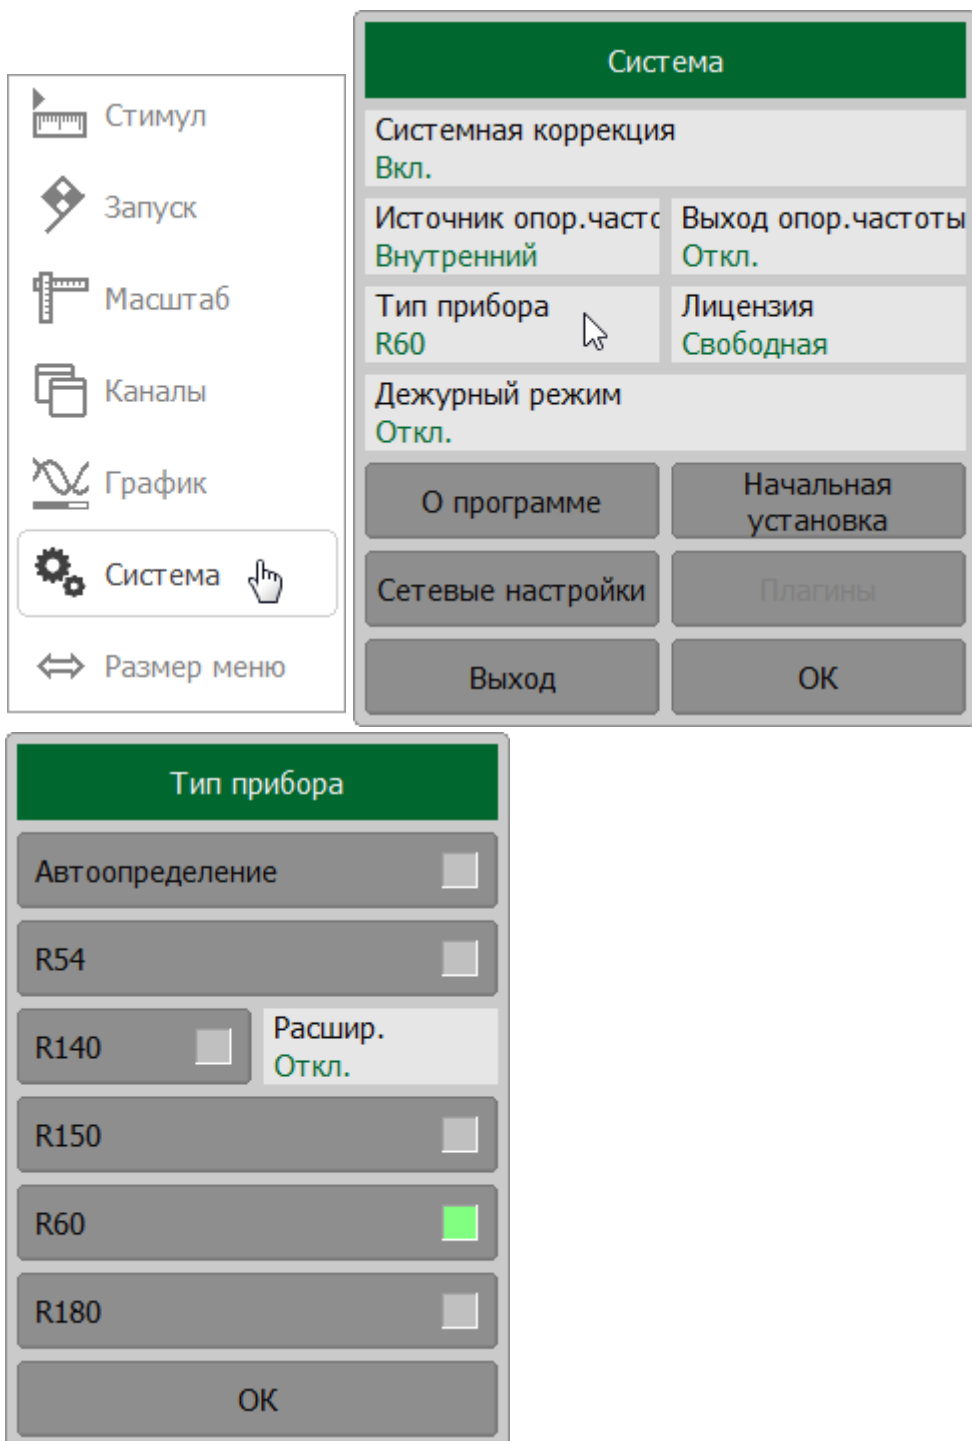 Стимул
Запуск
Масштаб
Каналы
График
Система
Размер меню
Система
Системная коррекция
Вкл.
Источник опор.часто
Внутренний
Выход опор.частоты
Откл.
Тип прибора
R60
Лицензия
Свободная
Дежурный режим
Откл.
О программе
Начальная
установка
Сетевые настройки
Плагины
Выход
ОК
Тип прибора
Автоопределение
R54
R140
Расшир.
Откл.
R150
R60
R180
ОК